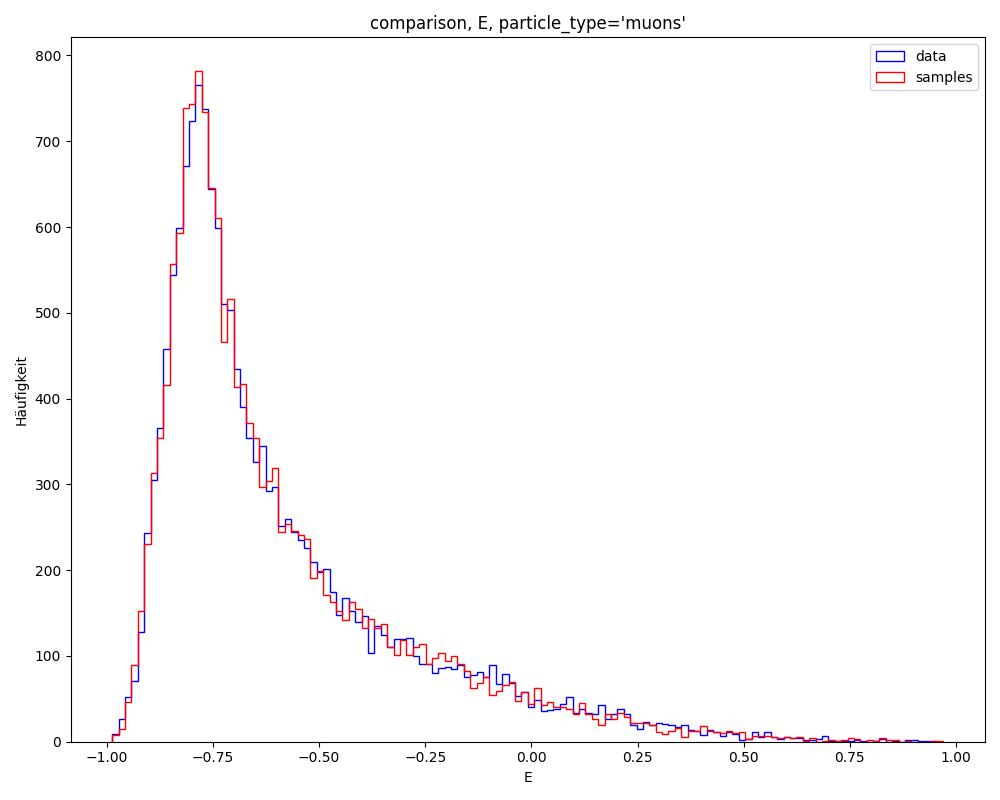 comparison, E, particle_type='muons'
data
samples
Häufigkeit
800
700
600
500
400
300
200
100
0
−1.00 −0.75 −0.50 −0.25 0.00 0.25 0.50 0.75 1.00
E